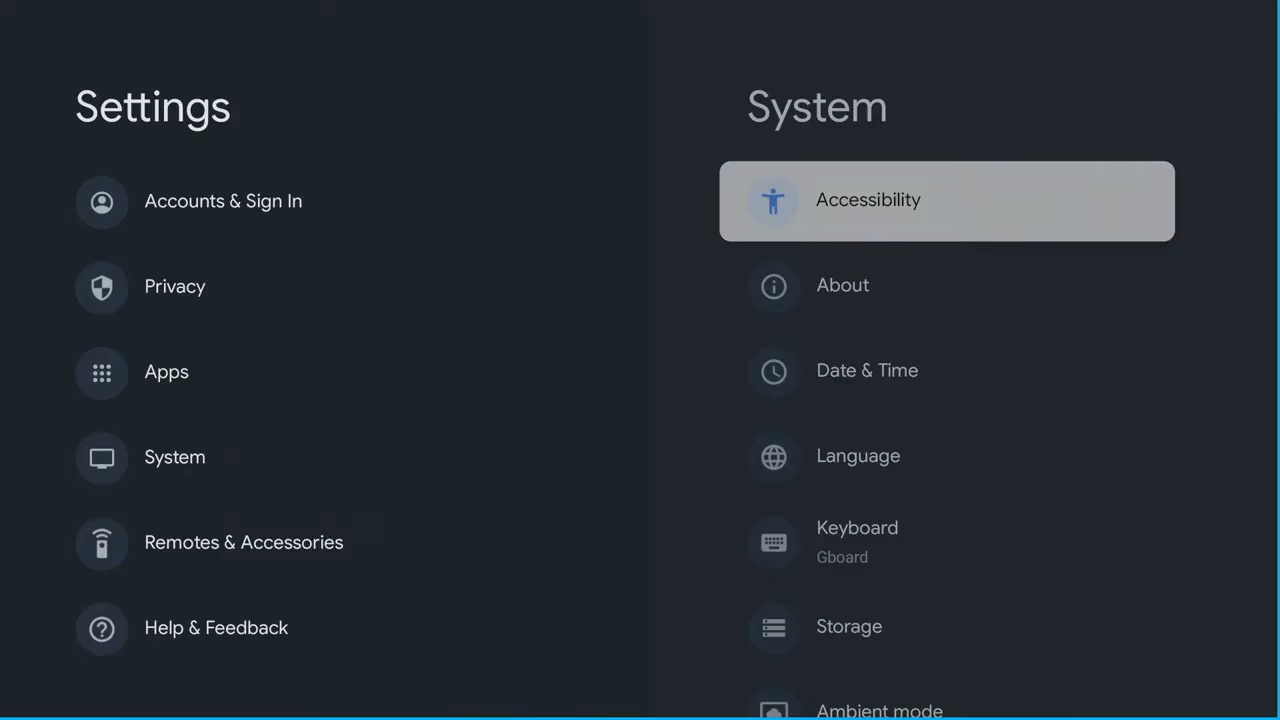 Settings
Accounts & Sign In
Privacy
Apps
System
Remotes & Accessories
Help & Feedback
System
Accessibility
About
Date & Time
Language
Keyboard
Gboard
Storage
Ambient mode